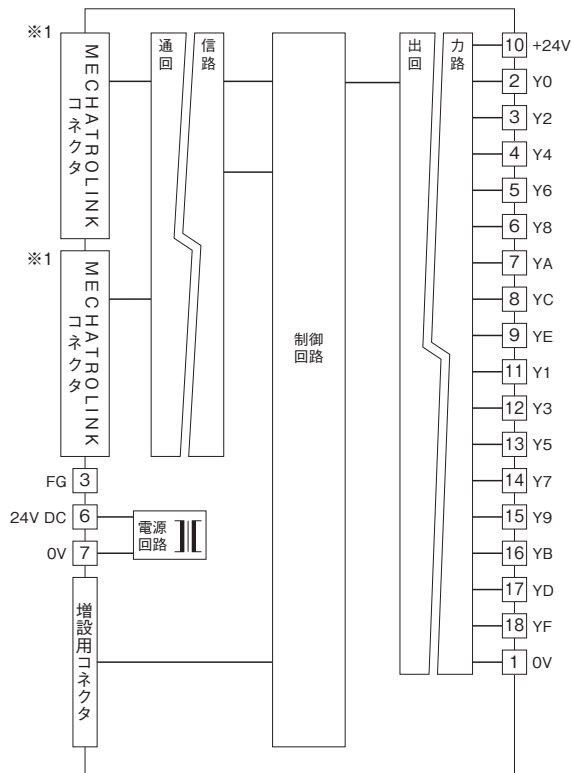 ※1
MECHATROLINK
コネクタ
※1
MECHATROLINK
コネクタ
FG 3
24V DC 6
0V 7
電源
回路
増設用コネクタ
通信
回路
制御
回路
出力
回路
10 +24V
2 Y0
3 Y2
4 Y4
5 Y6
6 Y8
7 YA
8 YC
9 YE
11 Y1
12 Y3
13 Y5
14 Y7
15 Y9
16 YB
17 YD
18 YF
1 0V